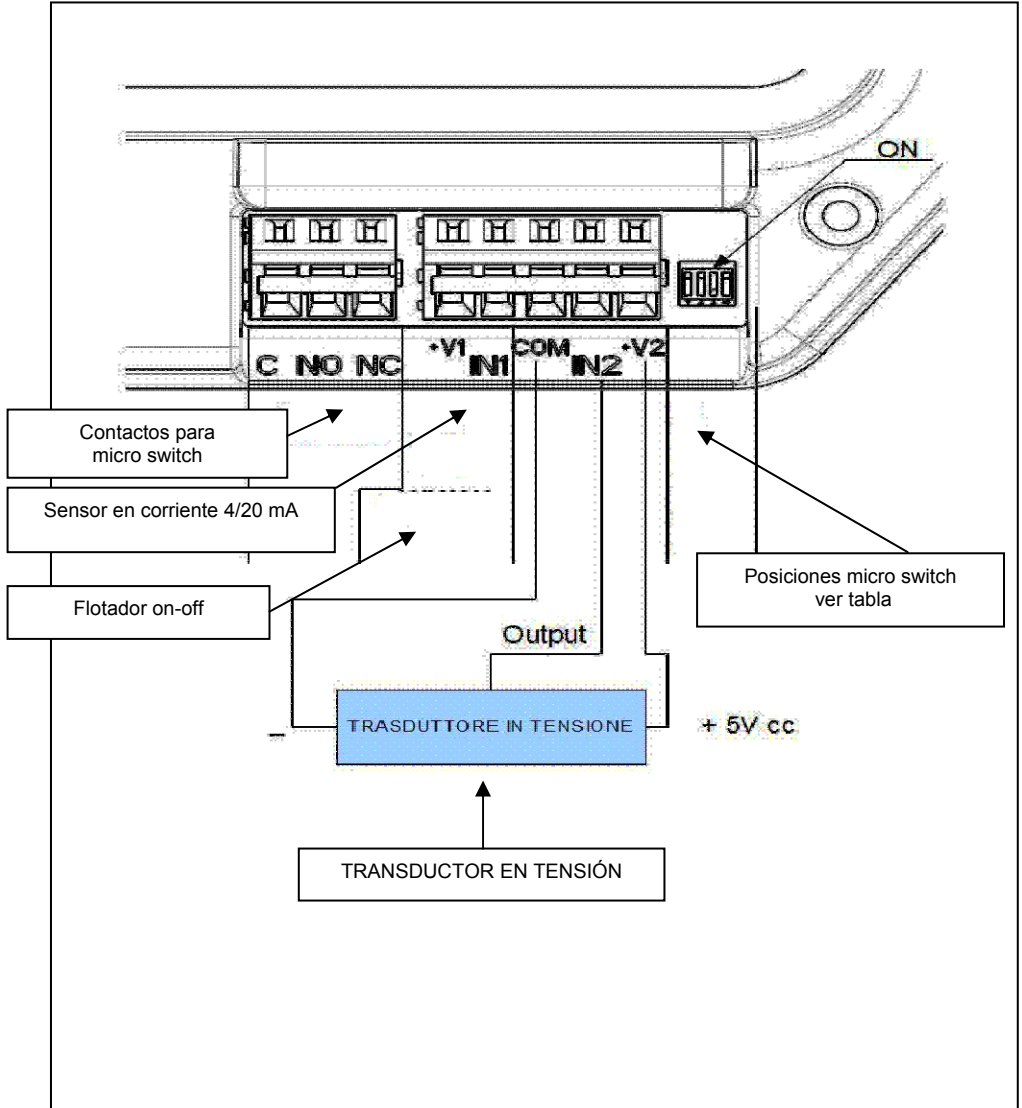 ON
C NO NC +V1 IN1 COM IN2 +V2
Contactos para
micro switch
Sensor en corriente 4/20 mA
Flotador on-off
Posiciones micro switch
ver tabla
Output
– TRASDUTTORE IN TENSIONE + 5V cc
TRANSDUCTOR EN TENSIÓN